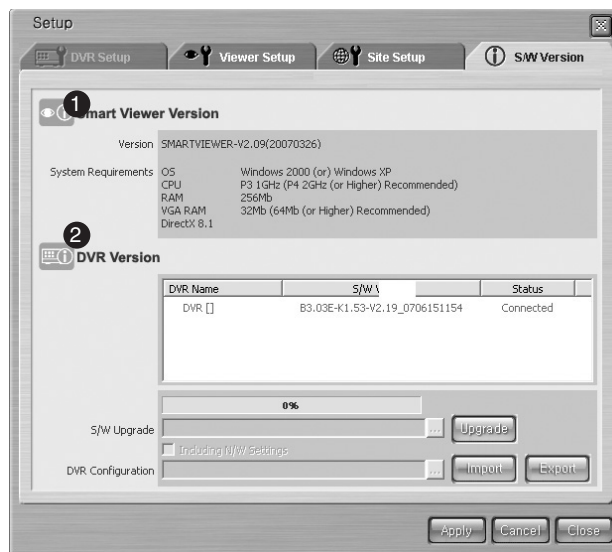 Setup
DVR Setup Viewer Setup Site Setup S/W Version
1
Smart Viewer Version
Version SMARTVIEWER-V2.09(20070326)
System Requirements OS Windows 2000 (or) Windows XP
CPU P3 1GHz (P4 2GHz (or Higher) Recommended)
RAM 256Mb
VGA RAM 32Mb (64Mb (or Higher) Recommended)
DirectX 8.1
2
DVR Version
DVR Name S/W Status
DVR [] B3.03E-K1.53-V2.19_0706151154 Connected
0%
S/W Upgrade ... Upgrade
Including N/W Settings
DVR Configuration ... Import Export
Apply Cancel Close